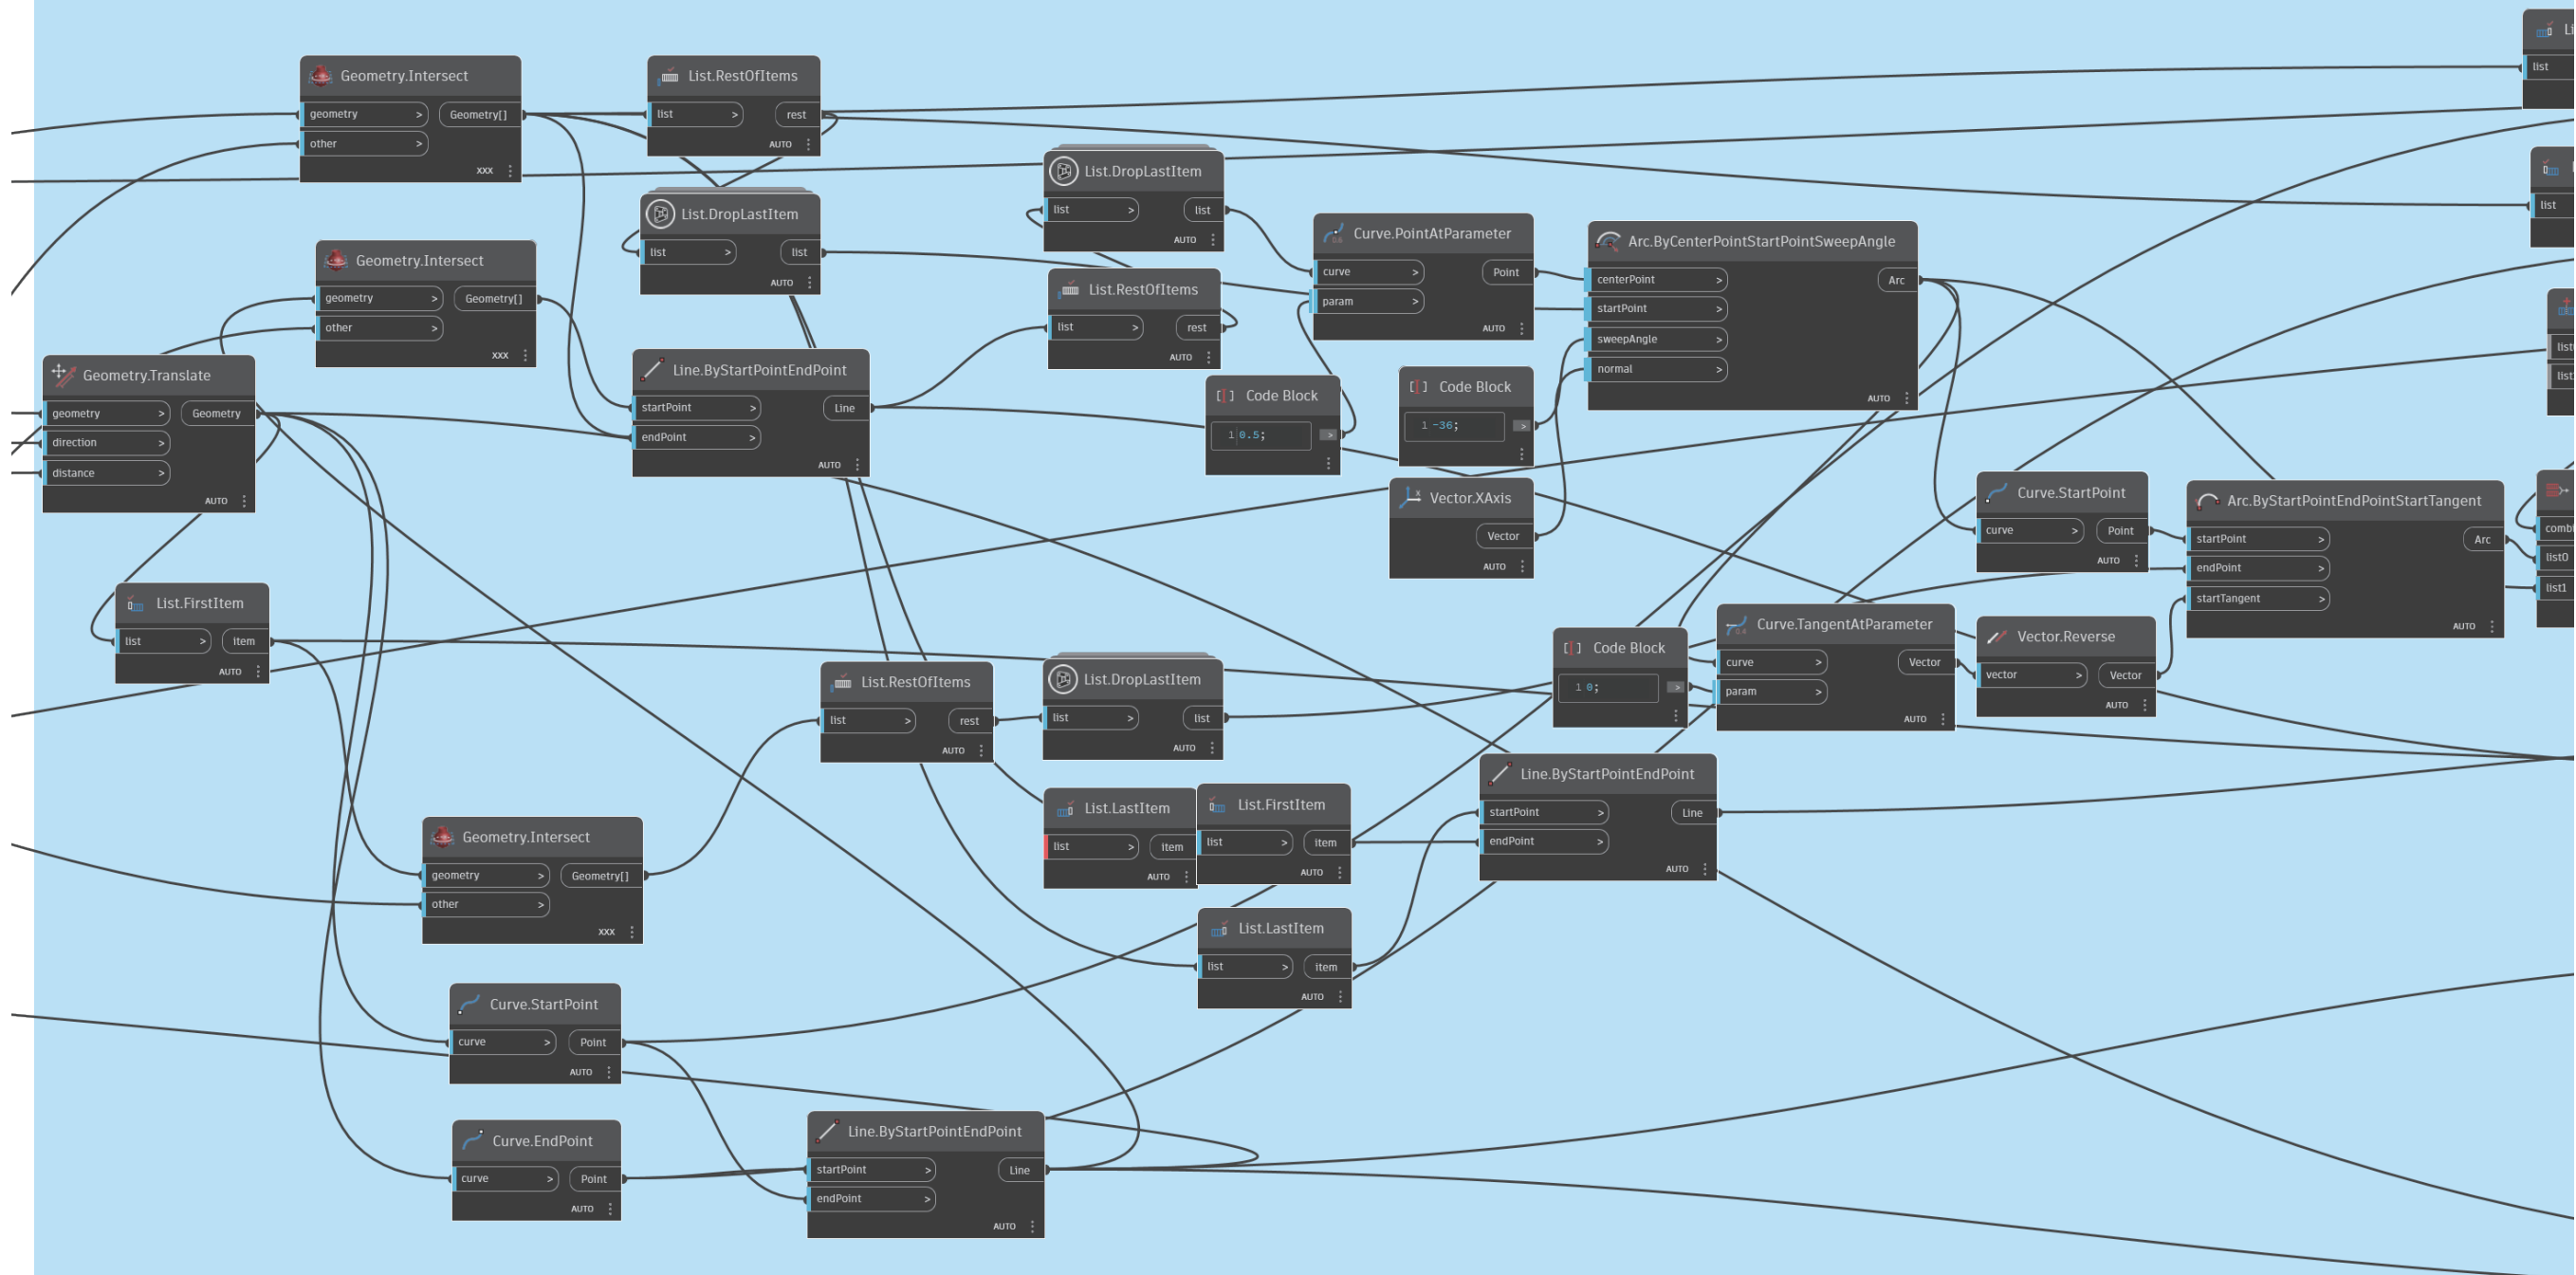 Geometry.Intersect
geometry > Geometry[]
other >
xxx
List.RestOfItems
list > rest
AUTO
List.DropLastItem
list > list
AUTO
List.DropLastItem
list > list
AUTO
Geometry.Intersect
geometry > Geometry[]
other >
xxx
List.RestOfItems
list > rest
AUTO
Curve.PointAtParameter
curve > Point
param >
AUTO
Arc.ByCenterPointStartPointSweepAngle
centerPoint > Arc
startPoint >
sweepAngle >
normal >
AUTO
list
list
Geometry.Translate
geometry > Geometry
direction >
distance >
AUTO
Line.ByStartPointEndPoint
startPoint > Line
endPoint >
AUTO
Code Block
1 0.5; >
Code Block
1 -36; >
Vector.XAxis
Vector
AUTO
Curve.StartPoint
curve > Point
AUTO
Arc.ByStartPointEndPointStartTangent
startPoint > Arc
endPoint >
startTangent >
AUTO
list0
list1
List.FirstItem
list > item
AUTO
List.RestOfItems
list > rest
AUTO
List.DropLastItem
list > list
AUTO
Code Block
1 0; >
Curve.TangentAtParameter
curve > Vector
param >
AUTO
Vector.Reverse
vector > Vector
AUTO
Geometry.Intersect
geometry > Geometry[]
other >
xxx
List.LastItem
list > item
AUTO
List.FirstItem
list > item
AUTO
Line.ByStartPointEndPoint
startPoint > Line
endPoint >
AUTO
List.LastItem
list > item
AUTO
Curve.StartPoint
curve > Point
AUTO
Curve.EndPoint
curve > Point
AUTO
Line.ByStartPointEndPoint
startPoint > Line
endPoint >
AUTO